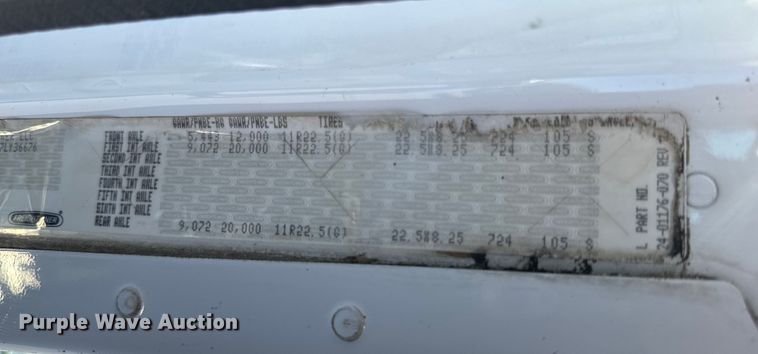 GAWR/PNBE-KG GAWR/PNBE-LBS TIRES
FRONT AXLE 12,000 11R22.5(G) 105 S
FIRST INT AXLE 9,072 20,000 11R22.5(G) 22.5X8.25 724 105 S
SECOND INT AXLE
THIRD INT AXLE
FOURTH INT AXLE
FIFTH INT AXLE
SIXTH INT AXLE
REAR AXLE 9,072 20,000 11R22.5(G) 22.5X8.25 724 105 S
LY36676
PART NO.
24-01176-070 REV
Purple Wave Auction